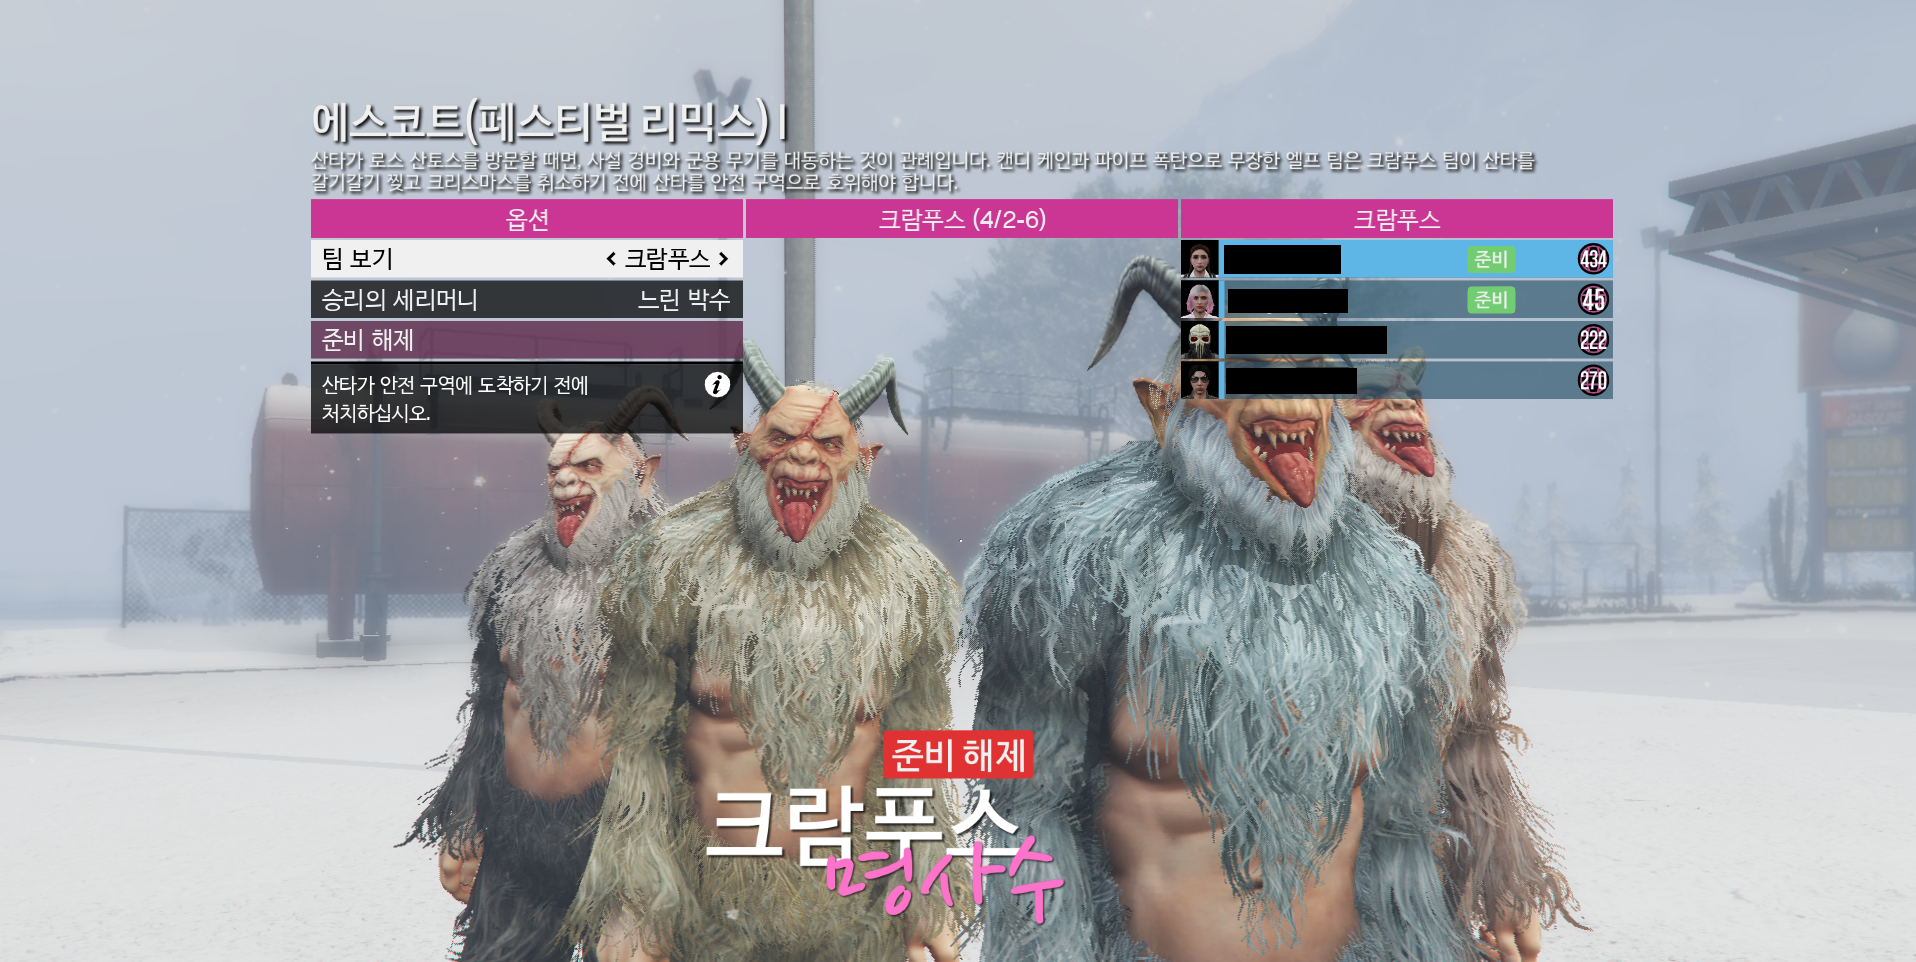 에스코트(페스티벌 리믹스) I
산타가 로스 산토스를 방문할 때면, 사설 경비와 군용 무기를 대동하는 것이 관례입니다. 캔디 케인과 파이프 폭탄으로 무장한 엘프 팀은 크람푸스 팀이 산타를
갈기갈기 찢고 크리스마스를 취소하기 전에 산타를 안전 구역으로 호위해야 합니다.
옵션
크람푸스 (4/2-6)
크람푸스
팀 보기 < 크람푸스 >
승리의 세리머니 느린 박수
준비 해제
산타가 안전 구역에 도착하기 전에
처치하십시오.
준비 434
준비 45
222
270
준비 해제
크람푸스
명사수